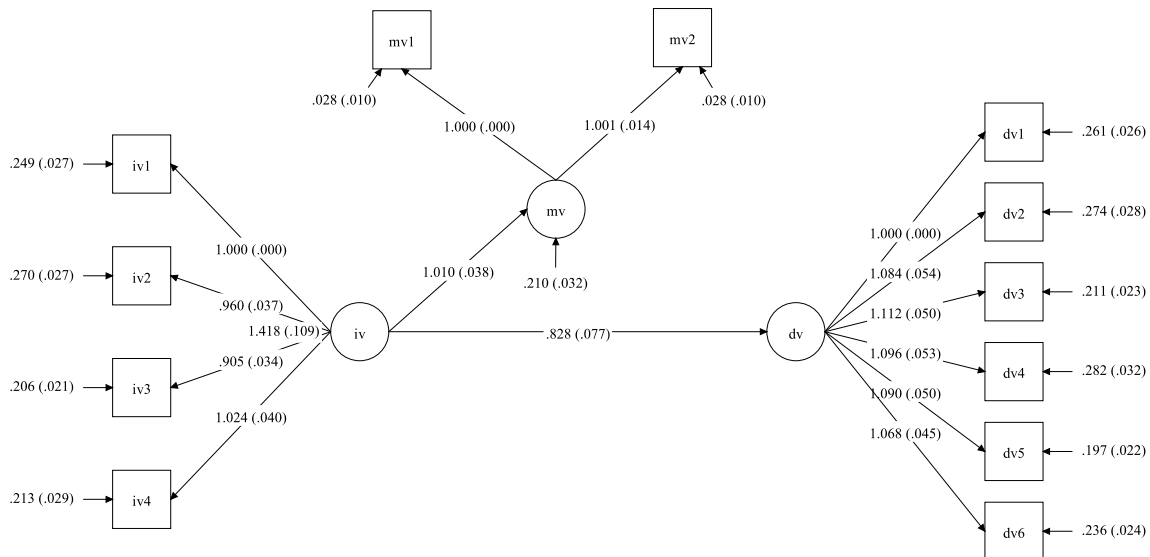 mv1
mv2
.028 (.010)
.028 (.010)
1.000 (.000)
1.001 (.014)
dv1
.261 (.026)
.249 (.027)
iv1
mv
dv2
.274 (.028)
1.000 (.000)
1.000 (.000)
1.084 (.054)
.270 (.027)
iv2
1.010 (.038)
.210 (.032)
dv3
.211 (.023)
.960 (.037)
1.112 (.050)
1.418 (.109)
iv
.828 (.077)
dv
.905 (.034)
1.096 (.053)
dv4
.282 (.032)
.206 (.021)
iv3
1.090 (.050)
1.024 (.040)
1.068 (.045)
dv5
.197 (.022)
.213 (.029)
iv4
dv6
.236 (.024)